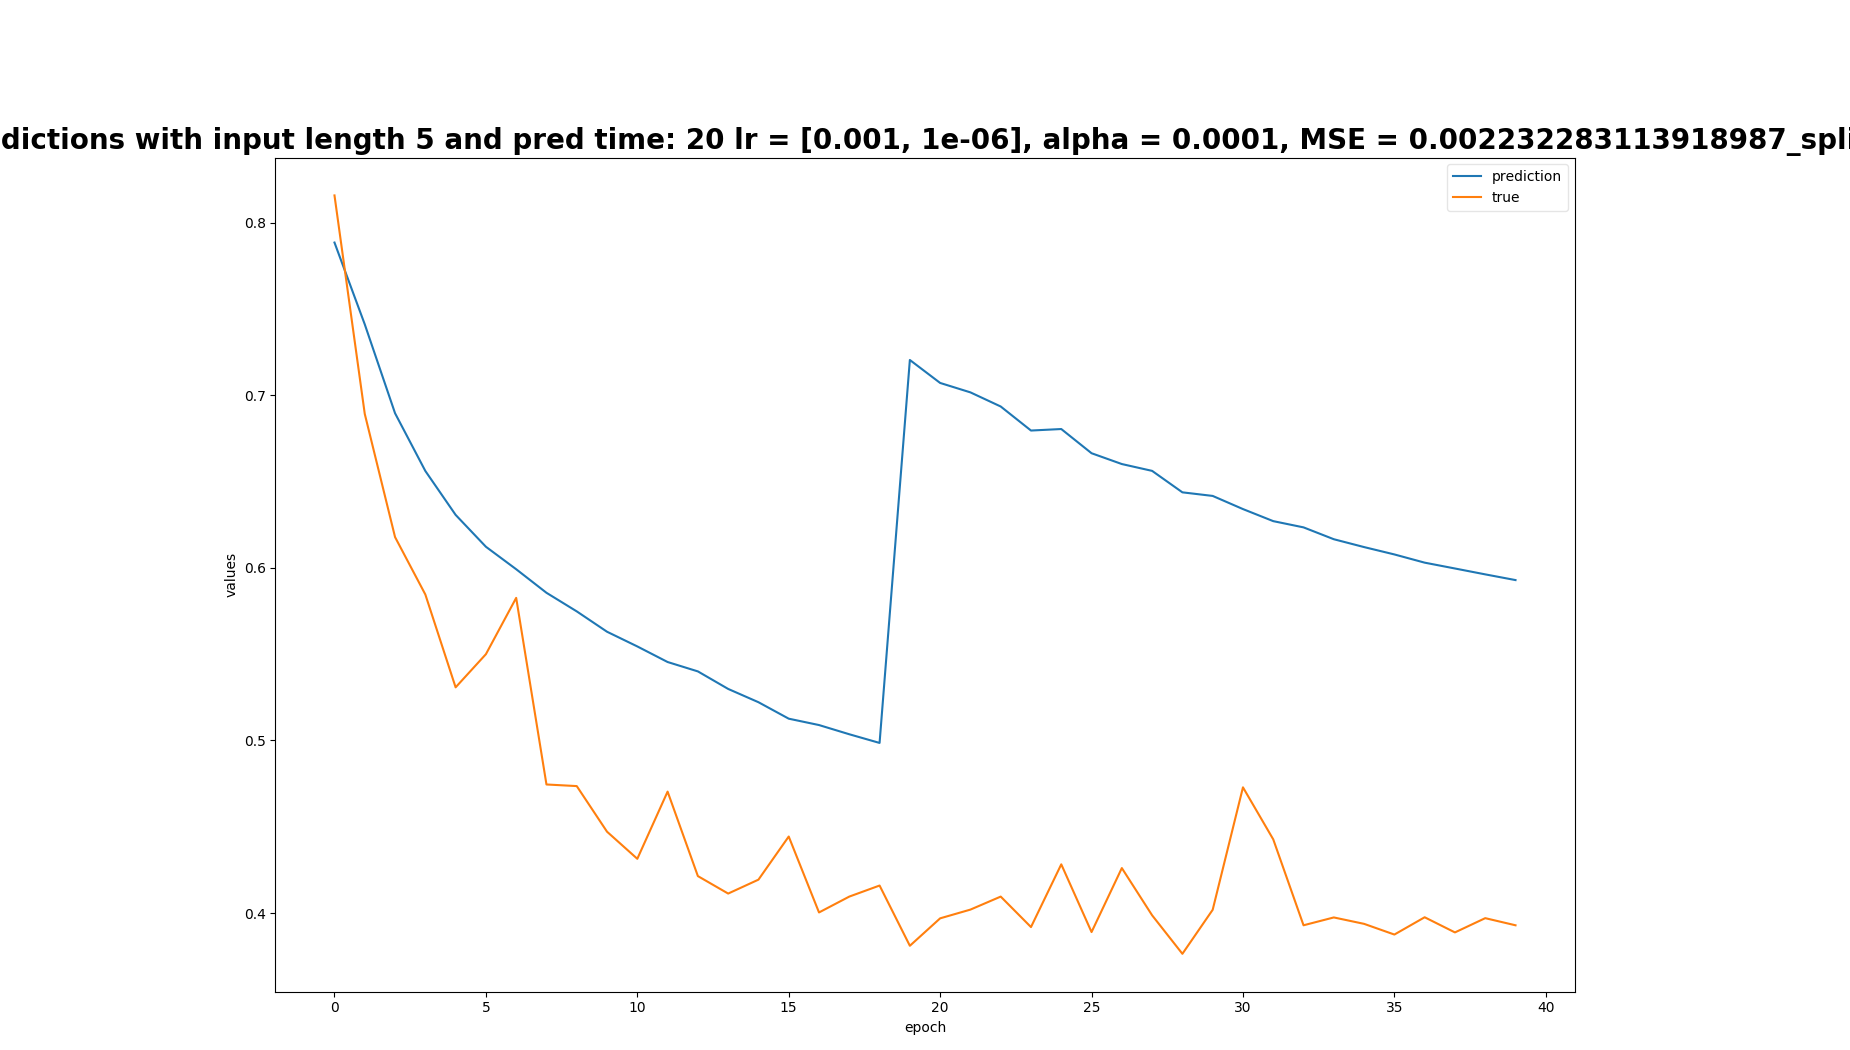 dictions with input length 5 and pred time: 20 lr = [0.001, 1e-06], alpha = 0.0001, MSE = 0.002232283113918987_spli
prediction
true
0.8
0.7
0.6
0.5
0.4
values
0 5 10 15 20 25 30 35 40
epoch